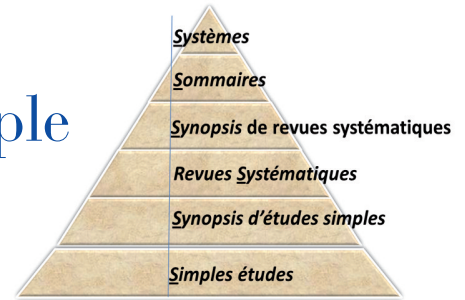 Systèmes
Sommaires
ple
Synopsis de revues systématiques
Revues Systématiques
Synopsis d'études simples
Simples études